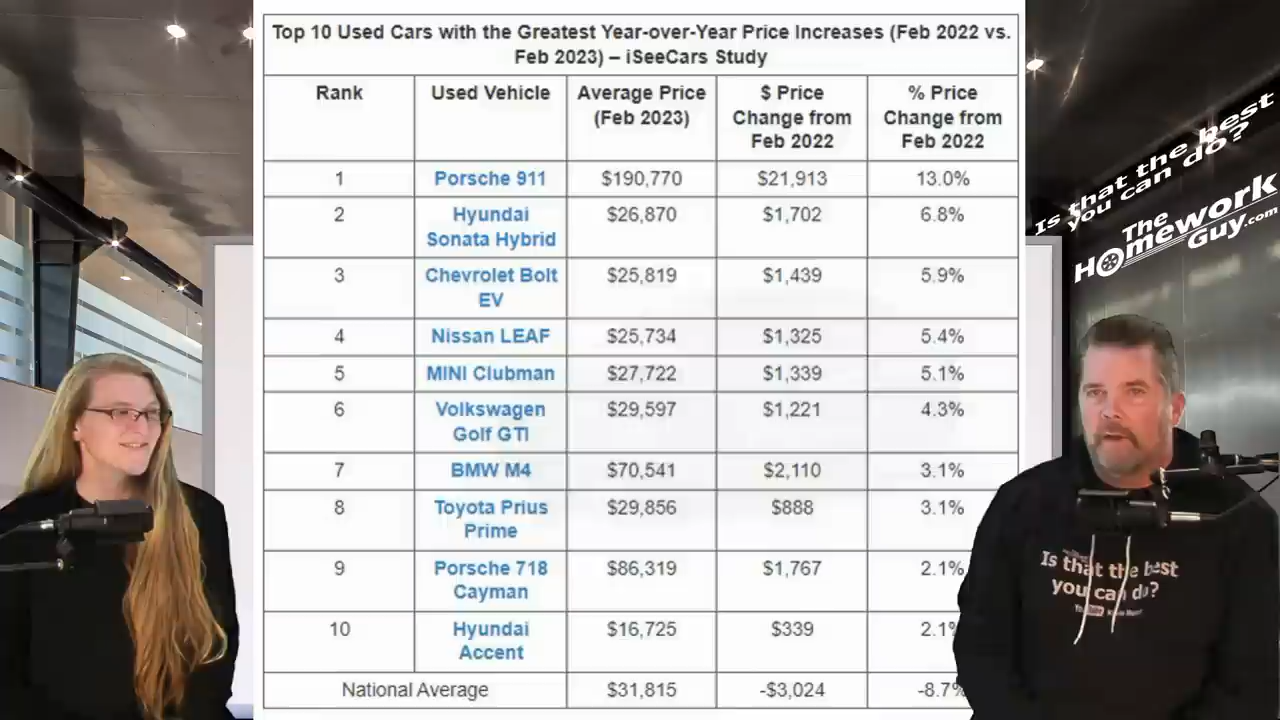 Top 10 Used Cars with the Greatest Year-over-Year Price Increases (Feb 2022 vs.
Feb 2023) – iSeeCars Study
Rank Used Vehicle Average Price (Feb 2023) $ Price Change from Feb 2022 % Price Change from Feb 2022
1 Porsche 911 $190,770 $21,913 13.0%
2 Hyundai Sonata Hybrid $26,870 $1,702 6.8%
3 Chevrolet Bolt EV $25,819 $1,439 5.9%
4 Nissan LEAF $25,734 $1,325 5.4%
5 MINI Clubman $27,722 $1,339 5.1%
6 Volkswagen Golf GTI $29,597 $1,221 4.3%
7 BMW M4 $70,541 $2,110 3.1%
8 Toyota Prius Prime $29,856 $888 3.1%
9 Porsche 718 Cayman $86,319 $1,767 2.1%
10 Hyundai Accent $16,725 $339 2.1%
National Average $31,815 -$3,024 -8.7%
Is that the best
you can do?
The
Homework
Guy.com
Is that the best
you can do?